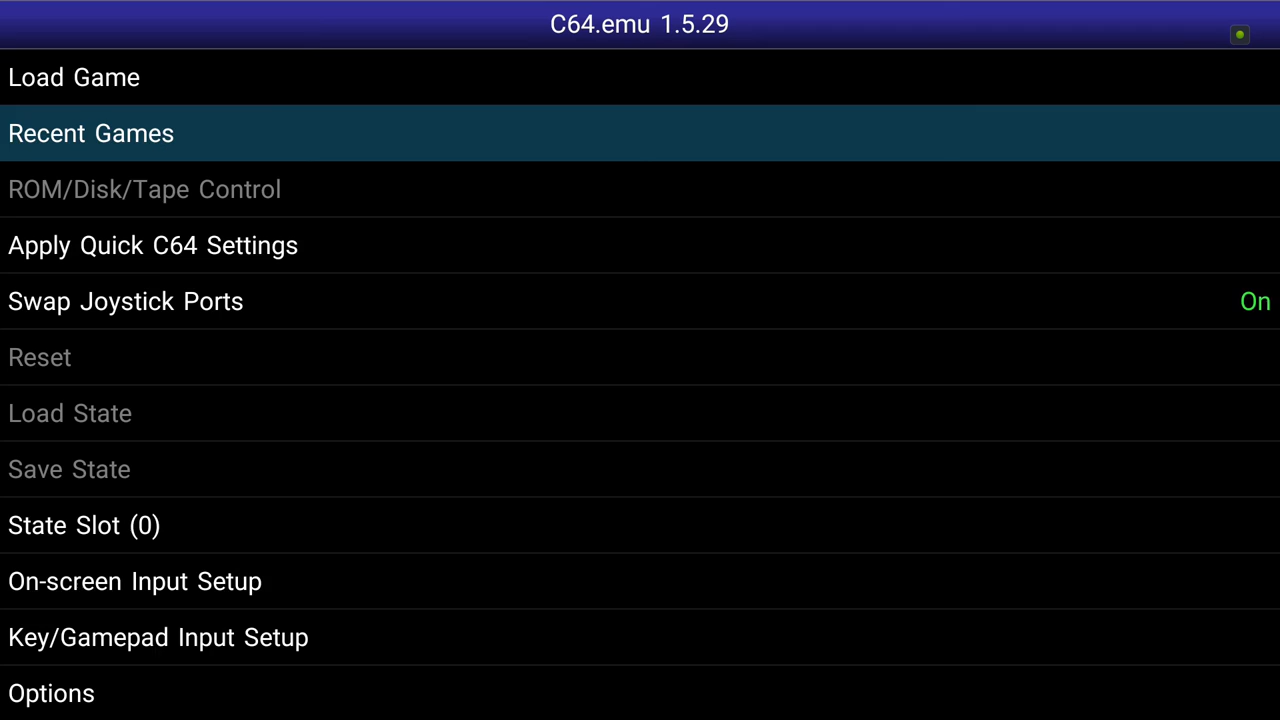 C64.emu 1.5.29
Load Game
Recent Games
ROM/Disk/Tape Control
Apply Quick C64 Settings
Swap Joystick Ports On
Reset
Load State
Save State
State Slot (0)
On-screen Input Setup
Key/Gamepad Input Setup
Options